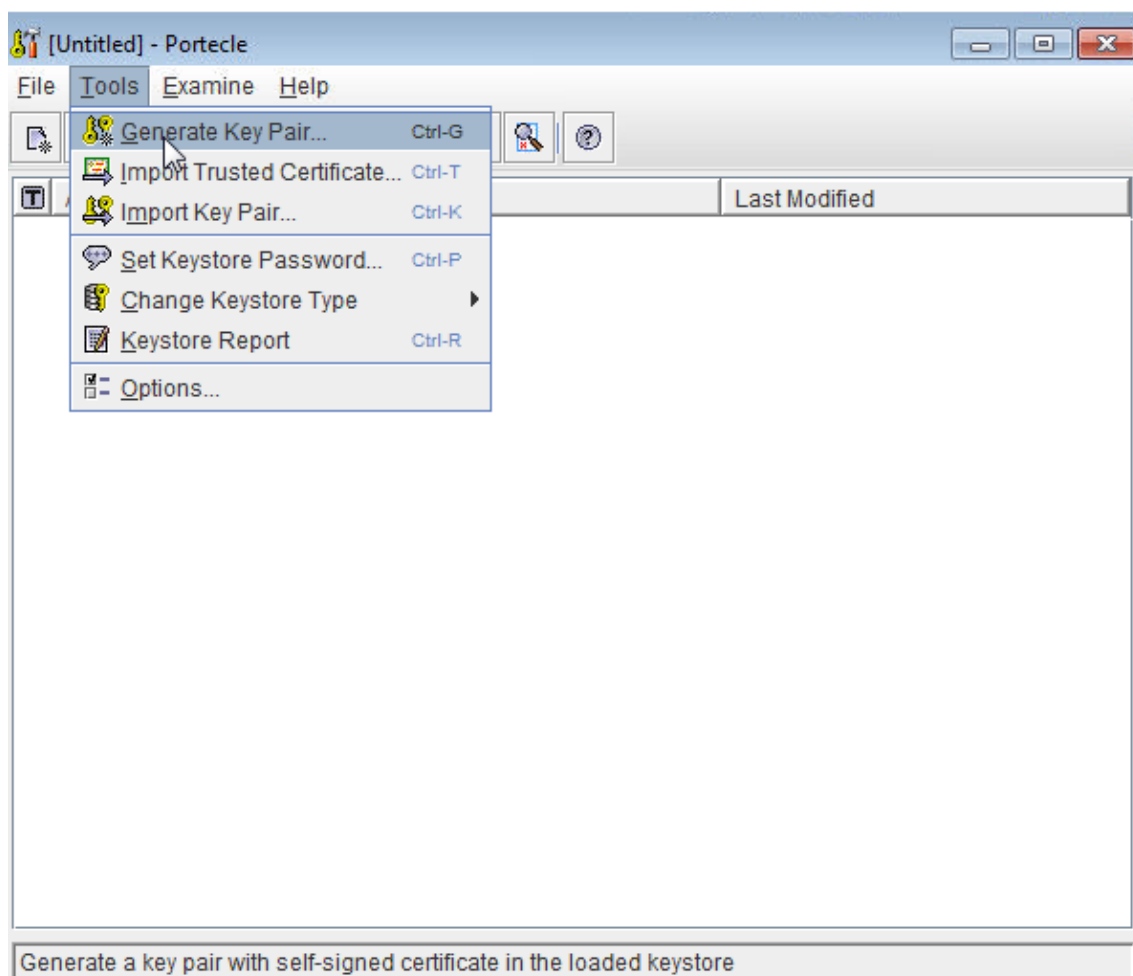 [Untitled] - Portecle
File Tools Examine Help
Generate Key Pair... Ctrl-G
Import Trusted Certificate... Ctrl-T
Import Key Pair... Ctrl-K
T Last Modified
Set Keystore Password... Ctrl-P
Change Keystore Type
Keystore Report Ctrl-R
Options...
Generate a key pair with self-signed certificate in the loaded keystore